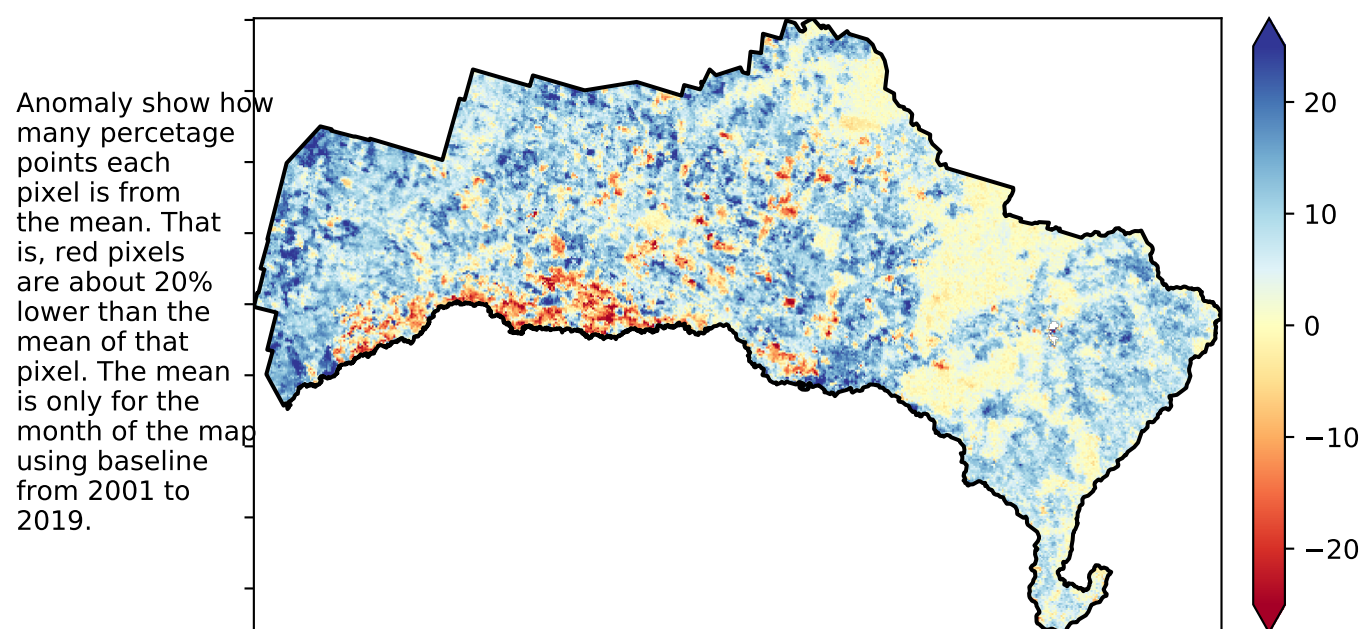 Anomaly show how
many percetage
points each
pixel is from
the mean. That
is, red pixels
are about 20%
lower than the
mean of that
pixel. The mean
is only for the
month of the map
using baseline
from 2001 to
2019.
20
10
0
−10
−20